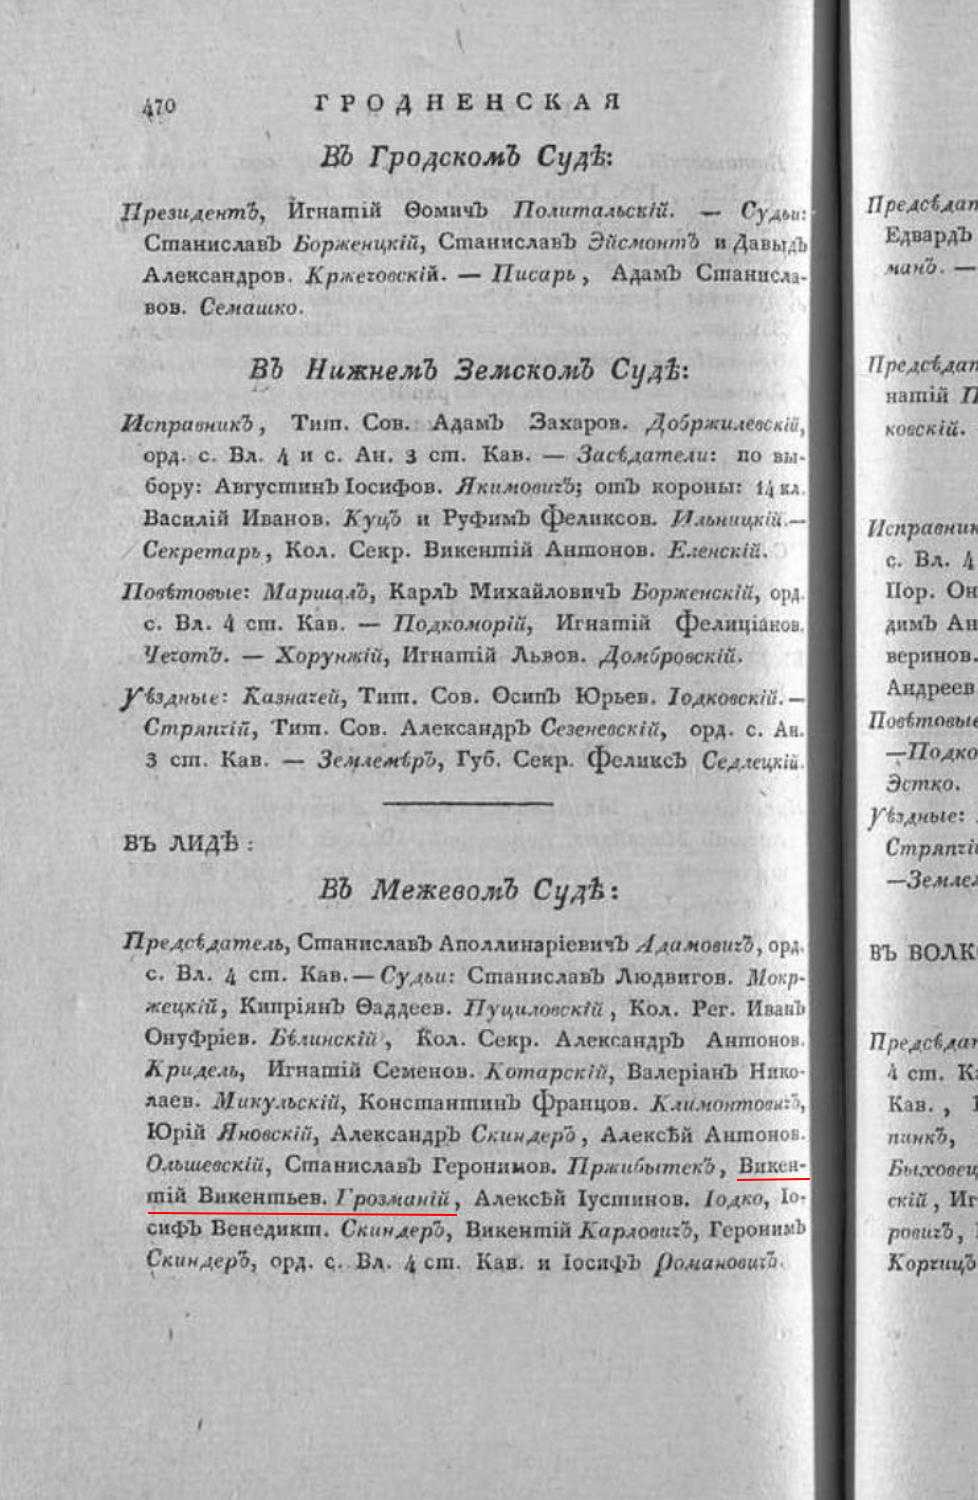 470 ГРОДНЕНСКАЯ
Въ Гродскомъ Судѣ:
Президентъ, Игнатій Ѳомичъ Политальскій. — Судьи:
Станиславъ Борженцкій, Станиславъ Эйсмонтъ и Давыдъ
Александров. Кржеговскій. — Писарь, Адамъ Станисла-
вов. Семашко.
Въ Нижнемъ Земскомъ Судѣ:
Исправникъ, Тит. Сов. Адамъ Захаров. Добржилевскій,
орд. с. Вл. 4 и с. Ан. 3 ст. Кав. — Засѣдатели: по вы-
бору: Августинъ Іосифов. Якимовичъ; отъ короны: 14 кл.
Василій Иванов. Куцъ и Руфимъ Феликсов. Ильницкій.—
Секретарь, Кол. Секр. Викентій Антонов. Еленскій.
Повѣтовые: Маршалъ, Карлъ Михайловичъ Борженскій, орд.
с. Вл. 4 ст. Кав. — Подкоморій, Игнатій Фелиціанов.
Чечотъ. — Хорунжій, Игнатій Львов. Домбровскій.
Уѣздные: Казначей, Тит. Сов. Осипъ Юрьев. Іодковскій.—
Стряпчій, Тит. Сов. Александръ Сезеневскій, орд. с. Ан.
3 ст. Кав. — Землемѣръ, Губ. Секр. Феликсъ Седлецкій.
ВЪ ЛИДѢ:
Въ Межевомъ Судѣ:
Предсѣдатель, Станиславъ Аполлинаріевичъ Адамовичъ, орд.
с. Вл. 4 ст. Кав.—Судьи: Станиславъ Людвигов. Мокр-
жецкій, Кипріянъ Ѳаддеев. Пуциловскій, Кол. Рег. Иванъ
Онуфріев. Бѣлинскій, Кол. Секр. Александръ Антонов.
Кридель, Игнатій Семенов. Котарскій, Валеріанъ Нико-
лаев. Микульскій, Константинъ Францов. Климонтовичъ,
Юрій Яновскій, Александръ Скиндеръ, Алексѣй Антонов.
Ольшевскій, Станиславъ Геронимов. Пржибытекъ, Викен-
тій Викентьев. Грозманій, Алексѣй Іустинов. Іодко, Іо-
сифъ Венедикт. Скиндеръ, Викентій Карловичъ, Геронимъ
Скиндеръ, орд. с. Вл. 4 ст. Кав. и Іосифъ Романовичъ.
Предсѣдат
Едвардъ
манъ. —
Предсѣдат
натій П
ковскій.
Исправник
с. Вл. 4
Пор. Он
димъ Ан
веринов.
Андреев
Повѣтовые
—Подко
Эстко.
Уѣздные:
Стряпчі
—Землем
ВЪ ВОЛК
Предсѣдат
4 ст. К
Кав.,
пинкъ,
Быховец
скій, Иг
ровичъ,
Корчицъ